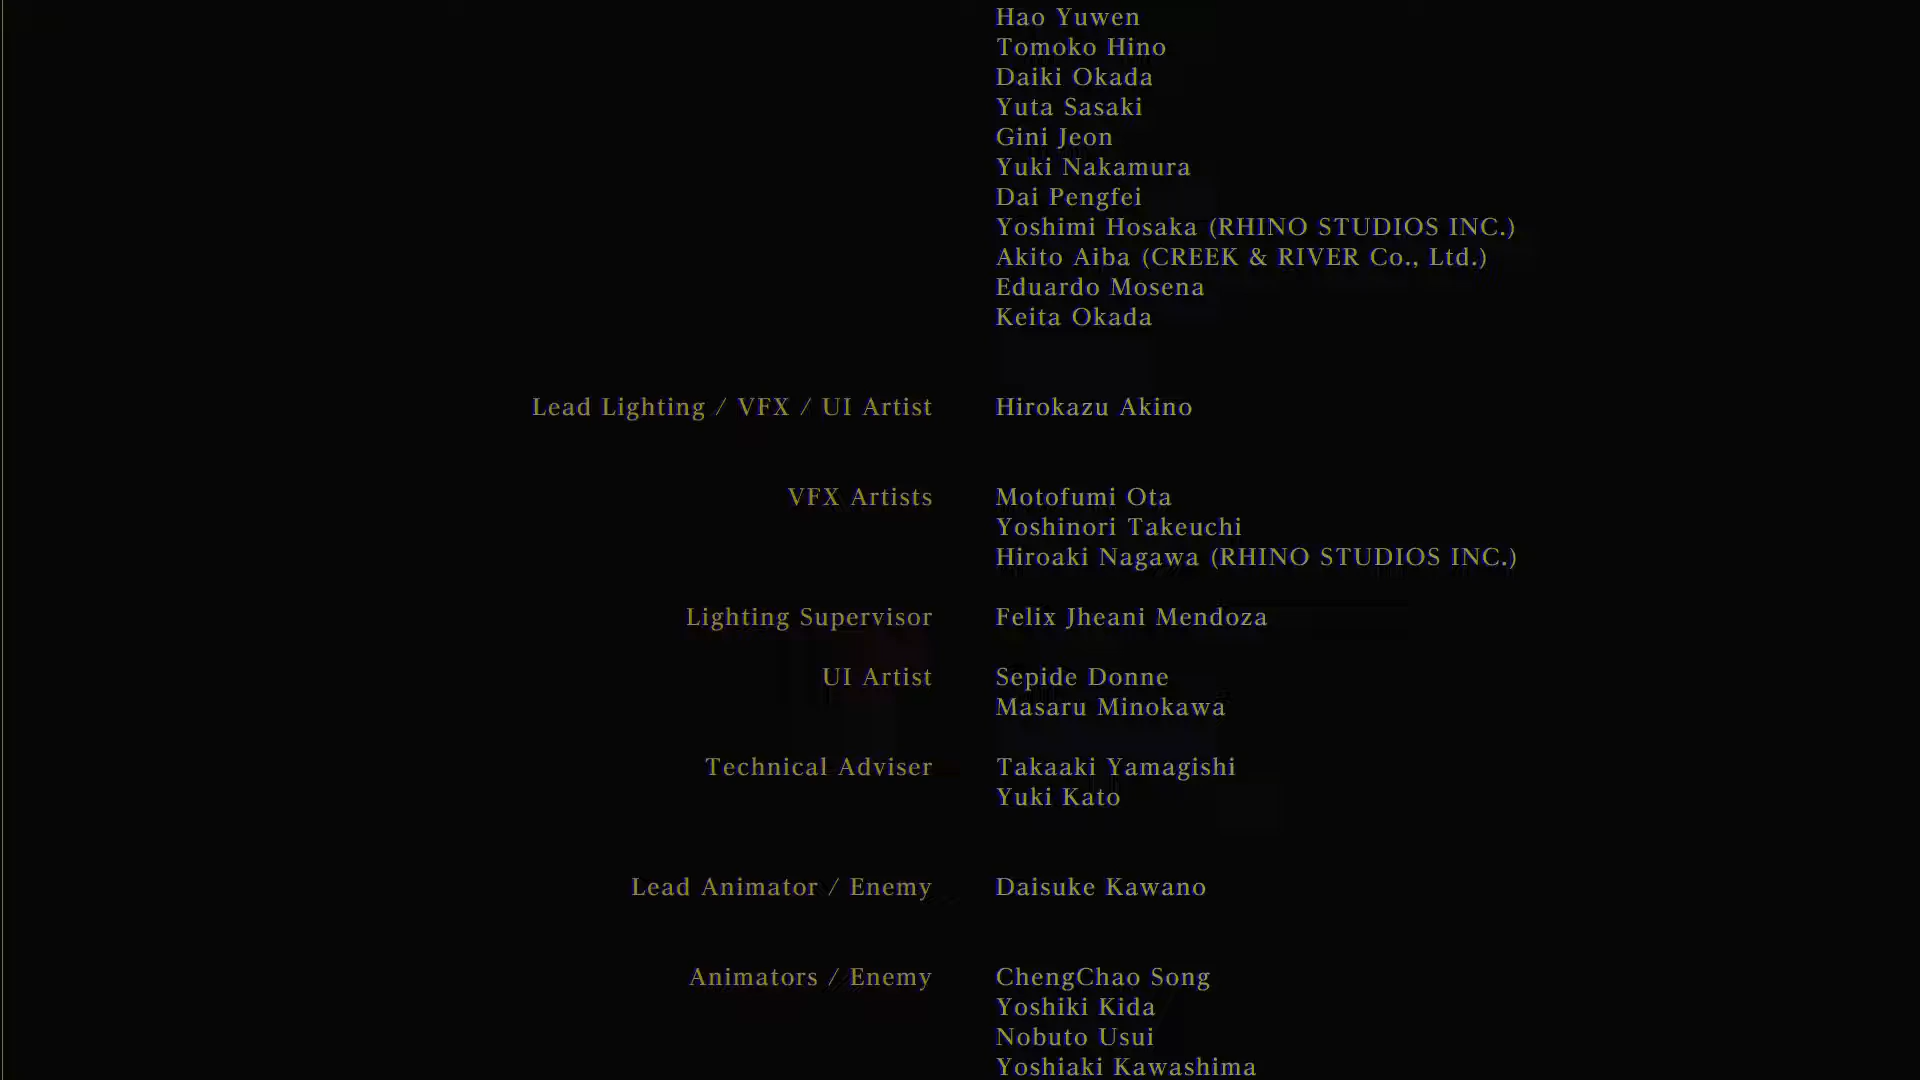 Hao Yuwen
Tomoko Hino
Daiki Okada
Yuta Sasaki
Gini Jeon
Yuki Nakamura
Dai Pengfei
Yoshimi Hosaka (RHINO STUDIOS INC.)
Akito Aiba (CREEK & RIVER Co., Ltd.)
Eduardo Mosena
Keita Okada
Lead Lighting / VFX / UI Artist Hirokazu Akino
VFX Artists Motofumi Ota
Yoshinori Takeuchi
Hiroaki Nagawa (RHINO STUDIOS INC.)
Lighting Supervisor Felix Jheani Mendoza
UI Artist Sepide Donne
Masaru Minokawa
Technical Adviser Takaaki Yamagishi
Yuki Kato
Lead Animator / Enemy Daisuke Kawano
Animators / Enemy ChengChao Song
Yoshiki Kida
Nobuto Usui
Yoshiaki Kawashima